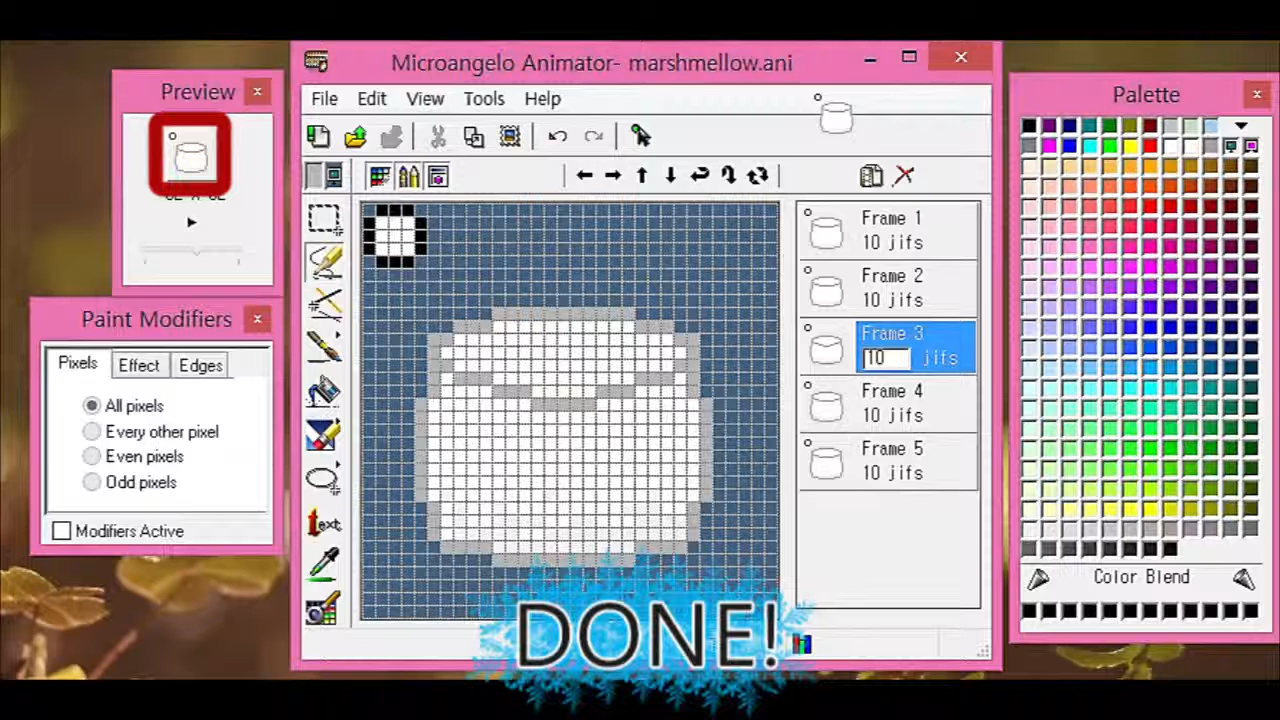 Preview
Microangelo Animator- marshmellow.ani
Palette
File Edit View Tools Help
Frame 1
10 jifs
Frame 2
10 jifs
Frame 3
10 jifs
Frame 4
10 jifs
Frame 5
10 jifs
Paint Modifiers
Pixels Effect Edges
All pixels
Every other pixel
Even pixels
Odd pixels
Modifiers Active
text
Color Blend
DONE!